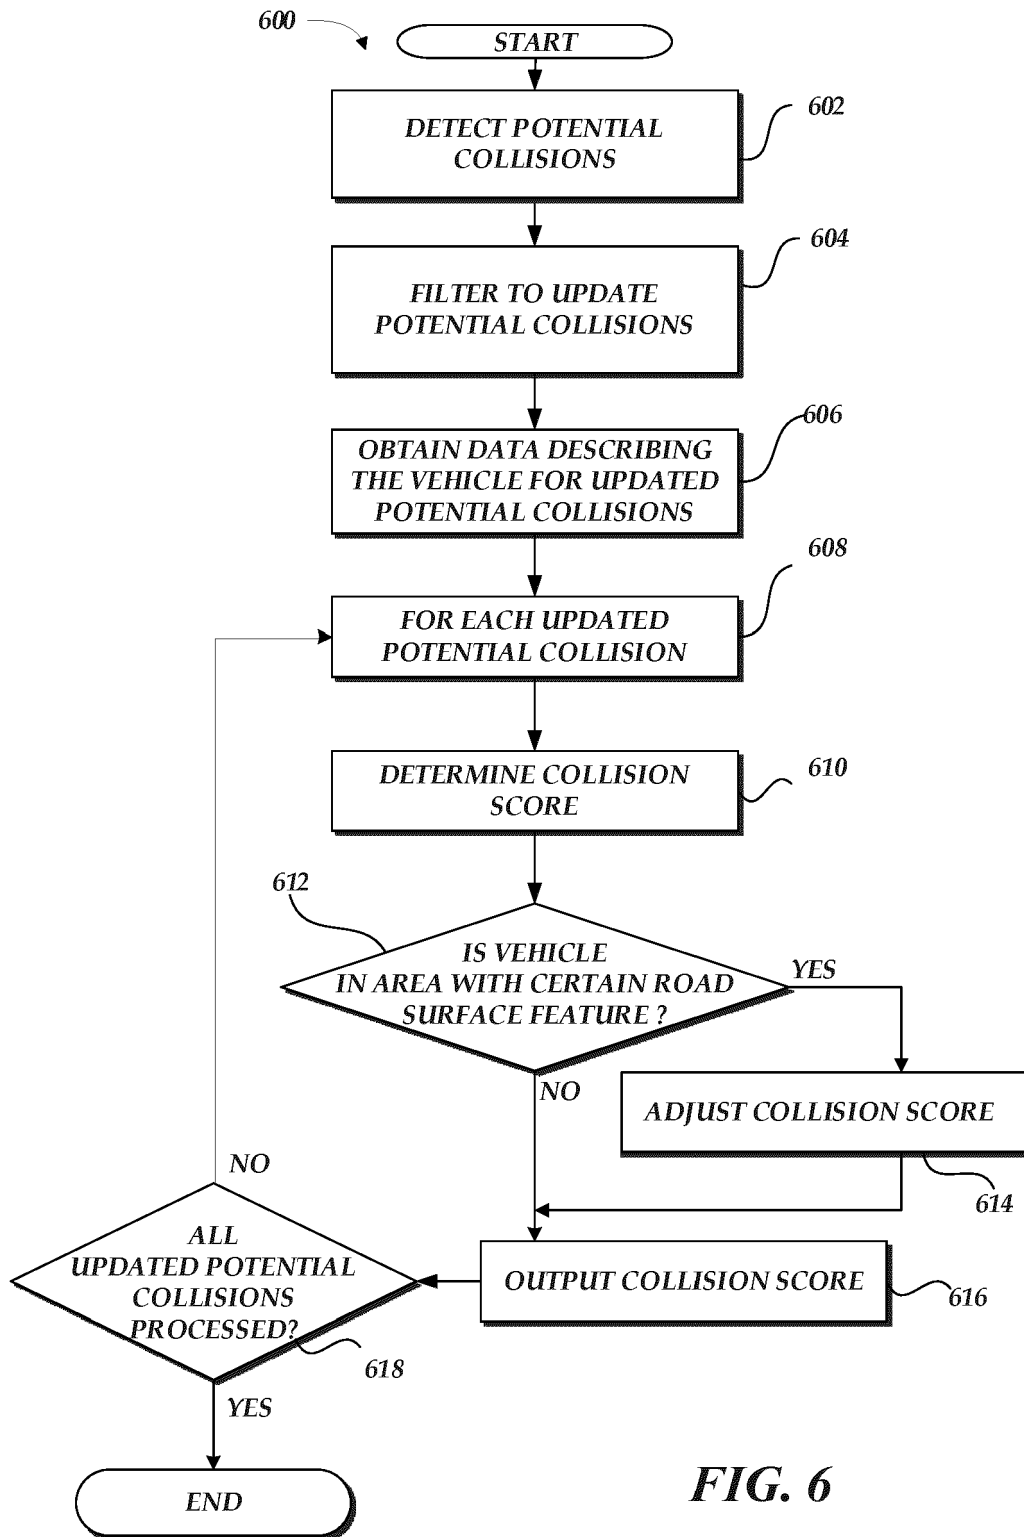 600
START
DETECT POTENTIAL
COLLISIONS
602
FILTER TO UPDATE
POTENTIAL COLLISIONS
604
OBTAIN DATA DESCRIBING
THE VEHICLE FOR UPDATED
POTENTIAL COLLISIONS
606
FOR EACH UPDATED
POTENTIAL COLLISION
608
DETERMINE COLLISION
SCORE
610
612
IS VEHICLE
IN AREA WITH CERTAIN ROAD
SURFACE FEATURE ?
YES
NO
ADJUST COLLISION SCORE
614
OUTPUT COLLISION SCORE
616
NO
ALL
UPDATED POTENTIAL
COLLISIONS
PROCESSED?
618
YES
END
FIG. 6